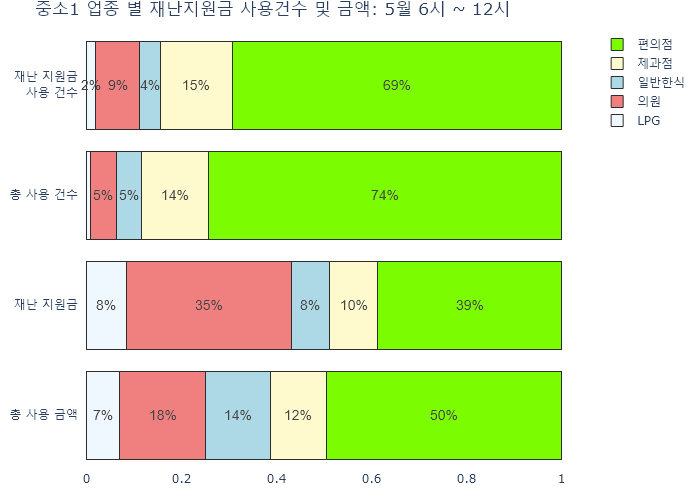 중소1 업종 별 재난지원금 사용건수 및 금액: 5월 6시 ~ 12시
편의점
제과점
일반한식
의원
LPG
재난 지원금
사용 건수
2% 9% 4% 15% 69%
총 사용 건수
5% 5% 14% 74%
재난 지원금
8% 35% 8% 10% 39%
총 사용 금액
7% 18% 14% 12% 50%
0 0.2 0.4 0.6 0.8 1